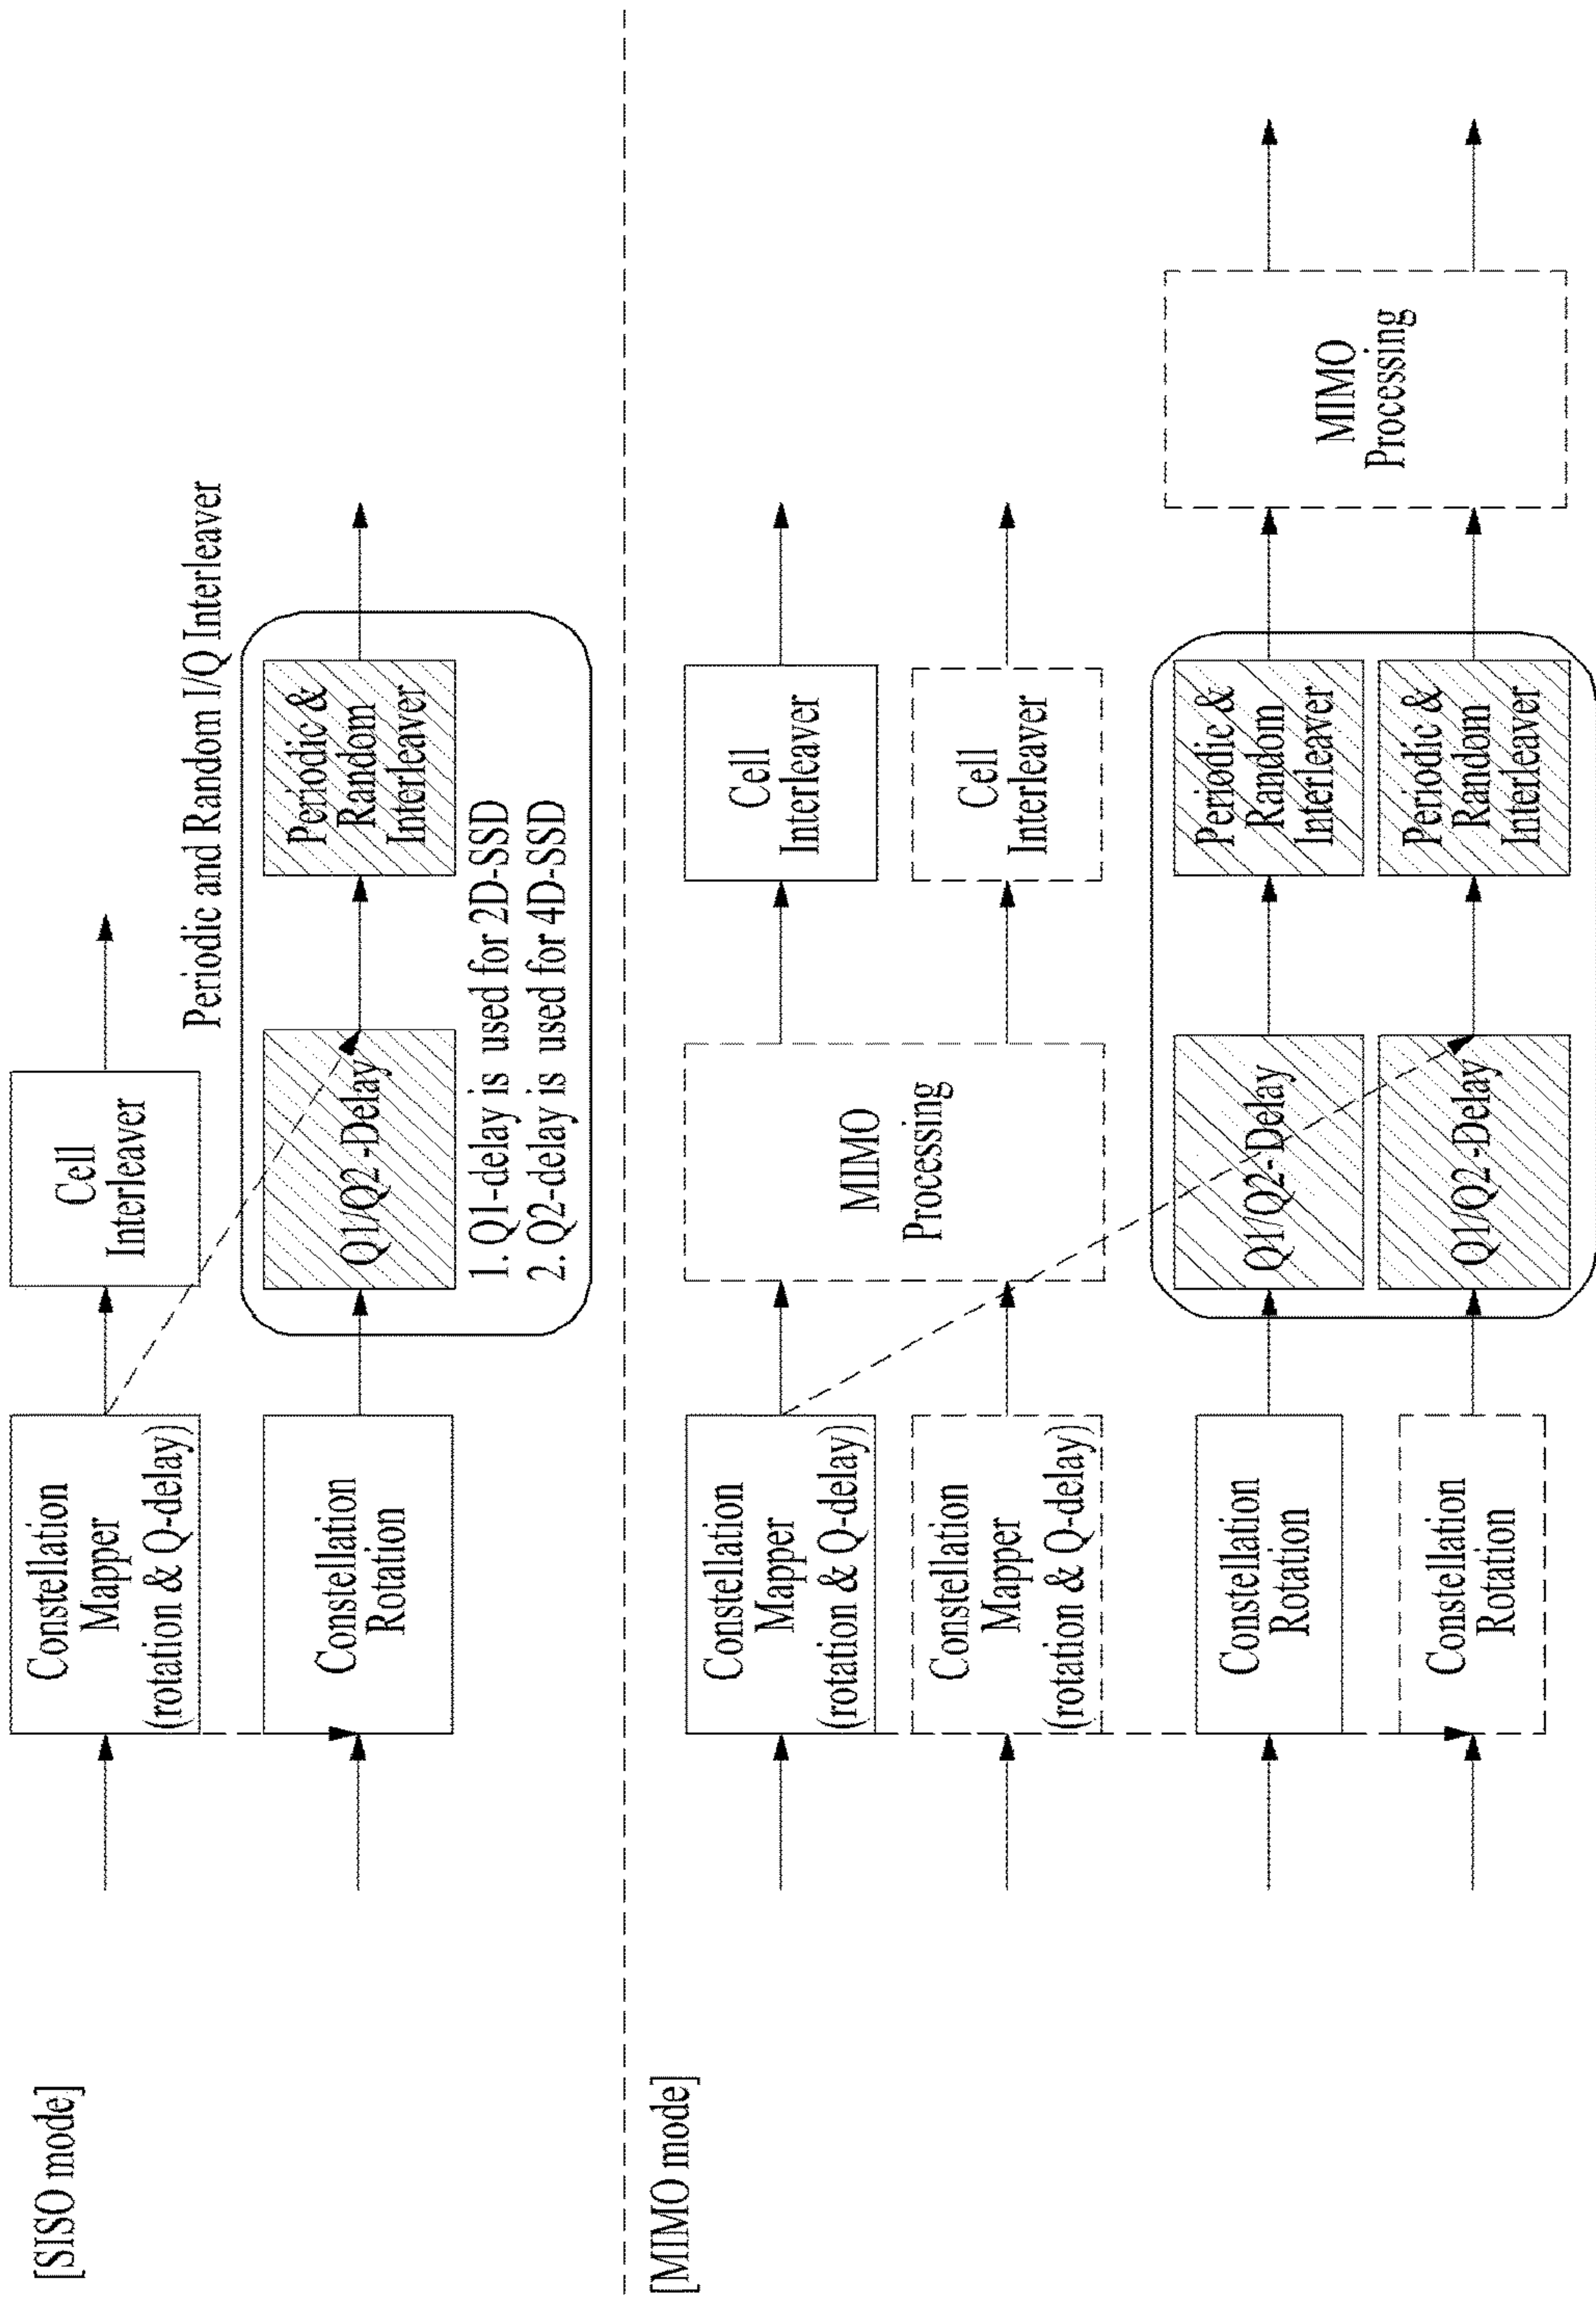 [SISO mode]
Constellation
Mapper
(rotation & Q-delay)
Cell
Interleaver
Periodic and Random I/Q Interleaver
Constellation
Rotation
Q1/Q2-Delay
Periodic &
Random
Interleaver
1. Q1-delay is used for 2D-SSD
2. Q2-delay is used for 4D-SSD
[MIMO mode]
Constellation
Mapper
(rotation & Q-delay)
MIMO
Processing
Cell
Interleaver
Constellation
Mapper
(rotation & Q-delay)
Cell
Interleaver
Constellation
Rotation
Q1/Q2-Delay
Periodic &
Random
Interleaver
MIMO
Processing
Constellation
Rotation
Q1/Q2-Delay
Periodic &
Random
Interleaver